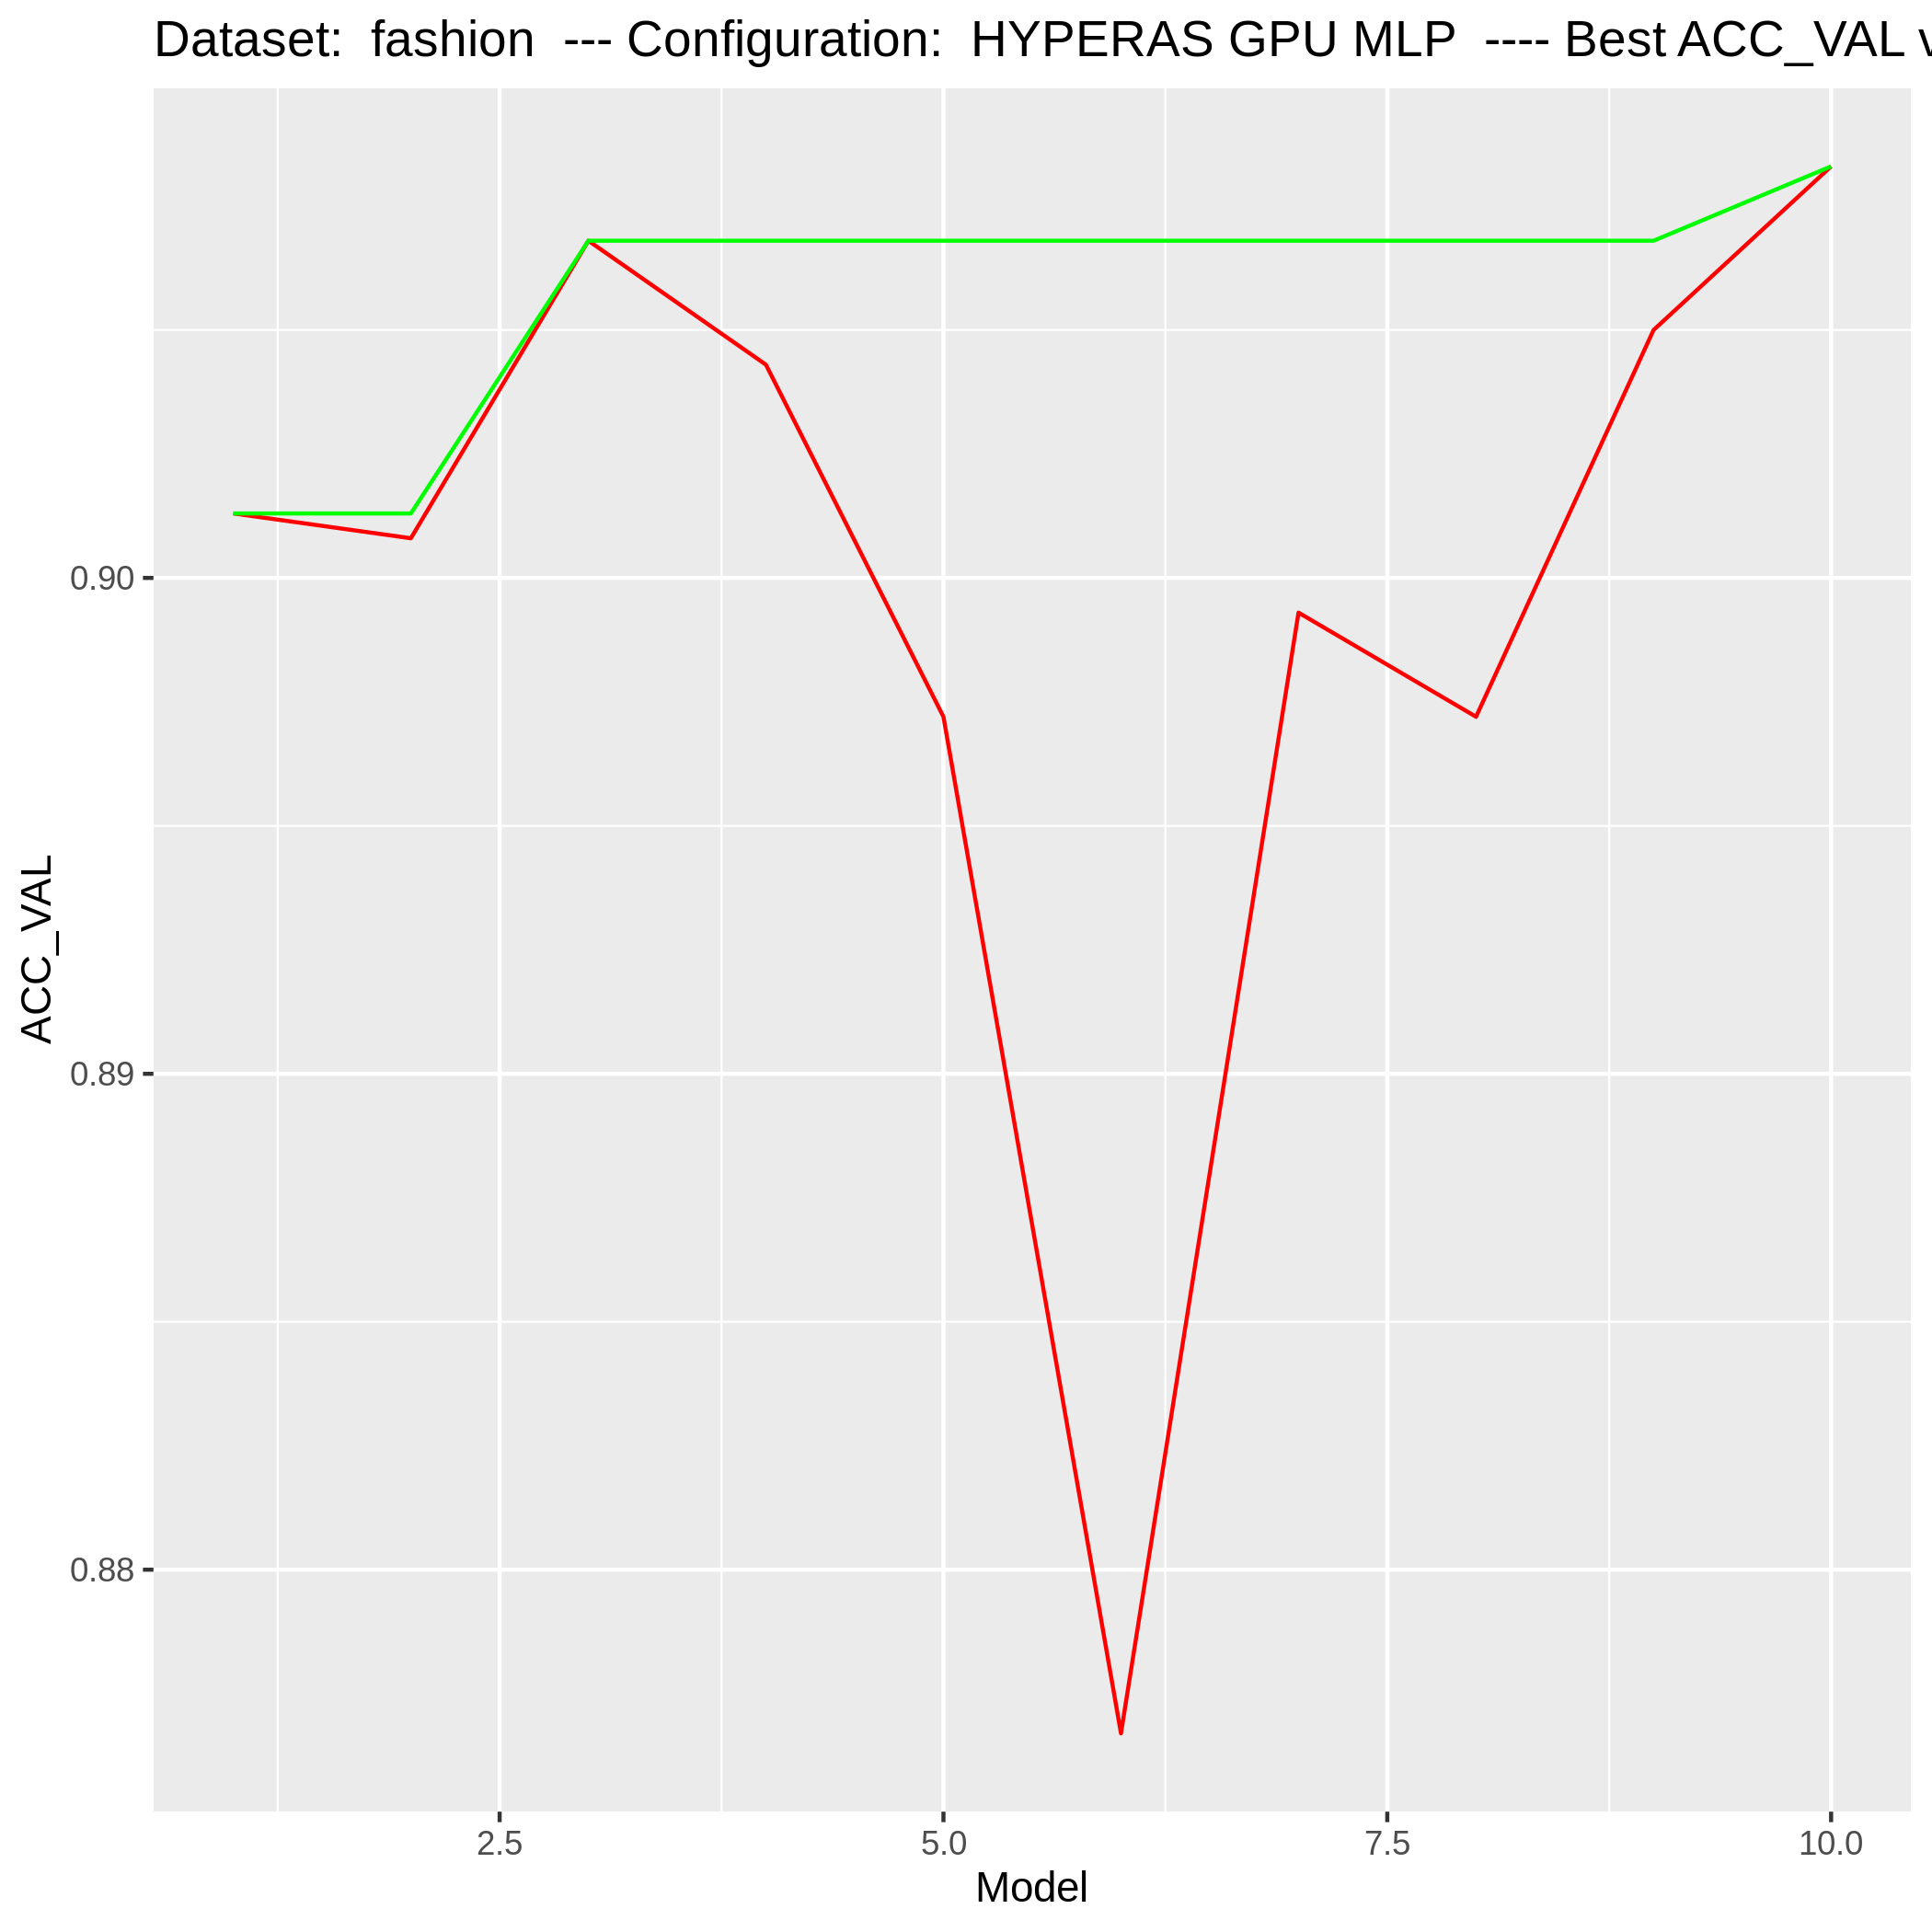 Dataset:  fashion  --- Configuration:  HYPERAS GPU MLP  ---- Best ACC_VAL
ACC_VAL
0.90
0.89
0.88
2.5 5.0 7.5 10.0
Model